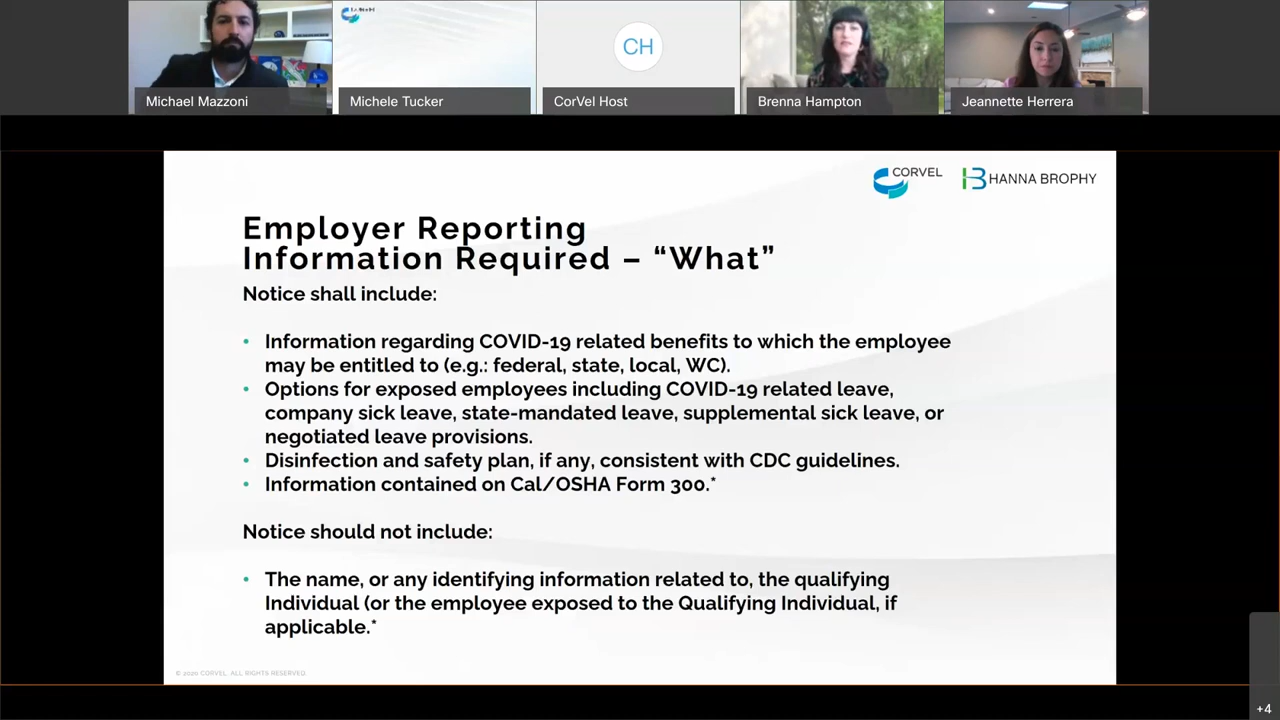 Michael Mazzoni
Michele Tucker
CH
CorVel Host
Brenna Hampton
Jeannette Herrera
CORVEL
HANNA BROPHY
Employer Reporting
Information Required – “What”
Notice shall include:
• Information regarding COVID-19 related benefits to which the employee
may be entitled to (e.g.: federal, state, local, WC).
• Options for exposed employees including COVID-19 related leave,
company sick leave, state-mandated leave, supplemental sick leave, or
negotiated leave provisions.
• Disinfection and safety plan, if any, consistent with CDC guidelines.
• Information contained on Cal/OSHA Form 300.*
Notice should not include:
• The name, or any identifying information related to, the qualifying
Individual (or the employee exposed to the Qualifying Individual, if
applicable.*
© 2020 CORVEL. ALL RIGHTS RESERVED.
+4